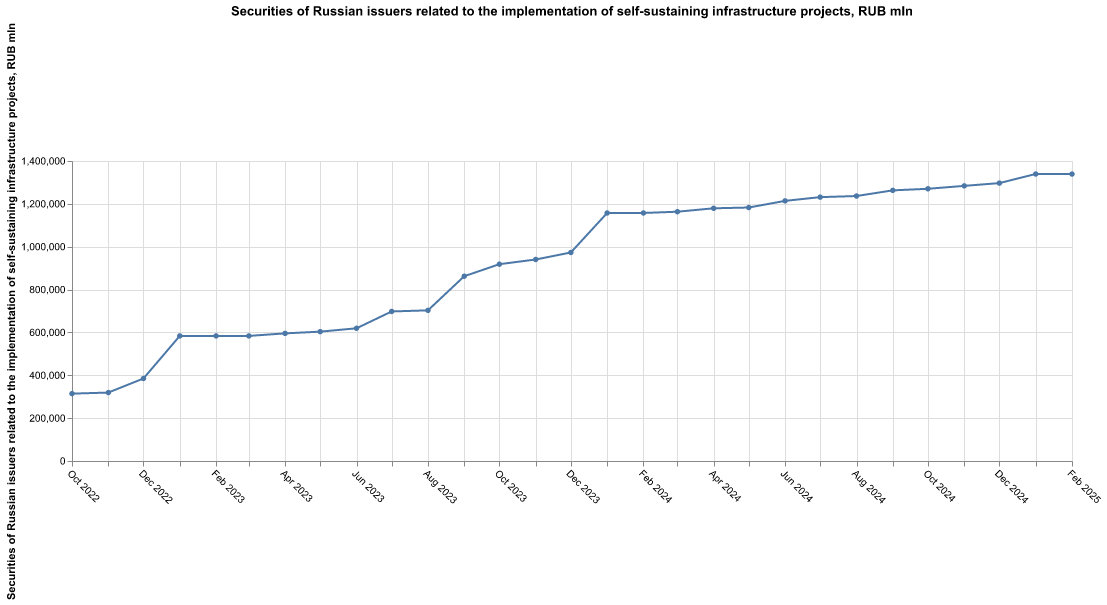 Securities of Russian issuers related to the implementation of self-sustaining infrastructure projects, RUB mln
Securities of Russian issuers related to the implementation of self-sustaining infrastructure projects, RUB mln
1,400,000
1,200,000
1,000,000
800,000
600,000
400,000
200,000
0
Oct 2022
Dec 2022
Feb 2023
Apr 2023
Jun 2023
Aug 2023
Oct 2023
Dec 2023
Feb 2024
Apr 2024
Jun 2024
Aug 2024
Oct 2024
Dec 2024
Feb 2025